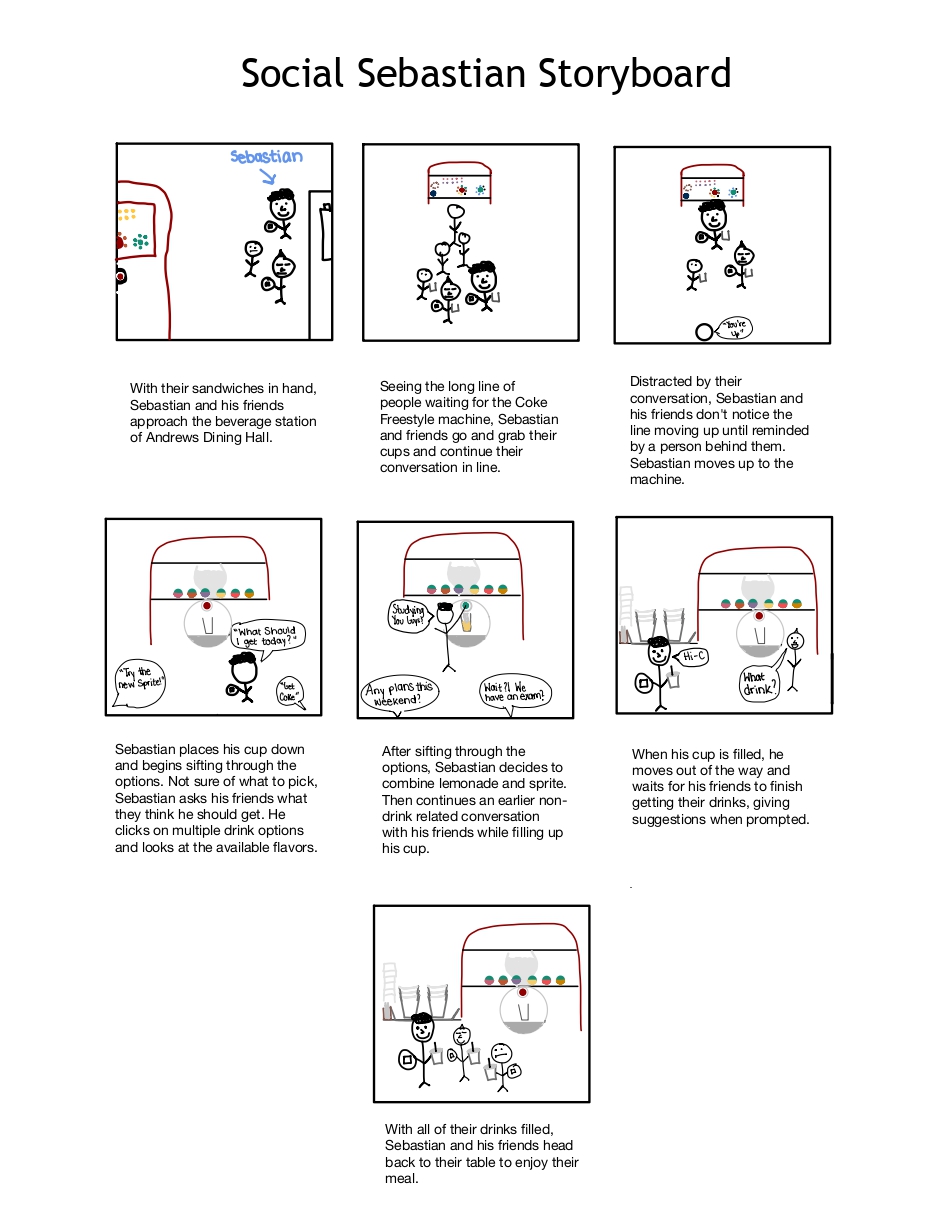 Social Sebastian Storyboard
Sebastian
"You're
Up"
With their sandwiches in hand,
Sebastian and his friends
approach the beverage station
of Andrews Dining Hall.
Seeing the long line of
people waiting for the Coke
Freestyle machine, Sebastian
and friends go and grab their
cups and continue their
conversation in line.
Distracted by their
conversation, Sebastian and
his friends don't notice the
line moving up until reminded
by a person behind them.
Sebastian moves up to the
machine.
"What Should
I get today?"
"Try the
new Sprite!"
"Get
Coke"
Studying
You guys?
Any plans this
weekend?
Wait?! We
have an exam?
Hi-C
What
drink?
Sebastian places his cup down
and begins sifting through the
options. Not sure of what to pick,
Sebastian asks his friends what
they think he should get. He
clicks on multiple drink options
and looks at the available flavors.
After sifting through the
options, Sebastian decides to
combine lemonade and sprite.
Then continues an earlier non-
drink related conversation
with his friends while filling up
his cup.
When his cup is filled, he
moves out of the way and
waits for his friends to finish
getting their drinks, giving
suggestions when prompted.
With all of their drinks filled,
Sebastian and his friends head
back to their table to enjoy their
meal.